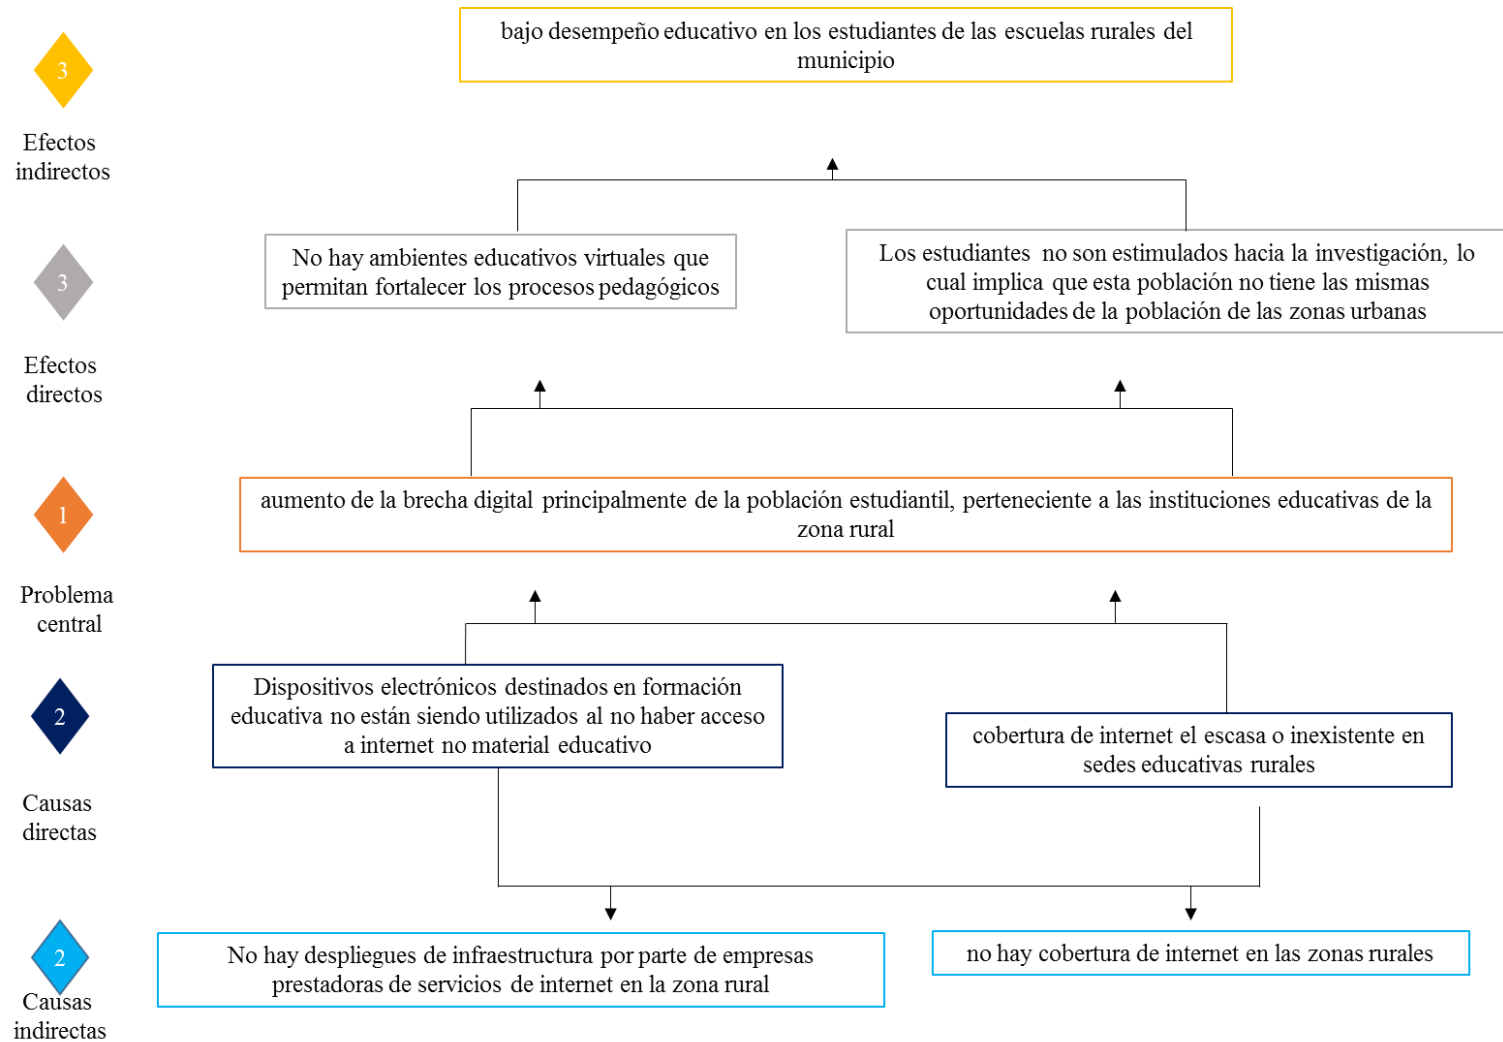 bajo desempeño educativo en los estudiantes de las escuelas rurales del
municipio
3
Efectos
indirectos
No hay ambientes educativos virtuales que
permitan fortalecer los procesos pedagógicos
Los estudiantes no son estimulados hacia la investigación, lo
cual implica que esta población no tiene las mismas
oportunidades de la población de las zonas urbanas
3
Efectos
directos
aumento de la brecha digital principalmente de la población estudiantil, perteneciente a las instituciones educativas de la
zona rural
1
Problema
central
Dispositivos electrónicos destinados en formación
educativa no están siendo utilizados al no haber acceso
a internet no material educativo
cobertura de internet el escasa o inexistente en
sedes educativas rurales
2
Causas
directas
No hay despliegues de infraestructura por parte de empresas
prestadoras de servicios de internet en la zona rural
no hay cobertura de internet en las zonas rurales
2
Causas
indirectas